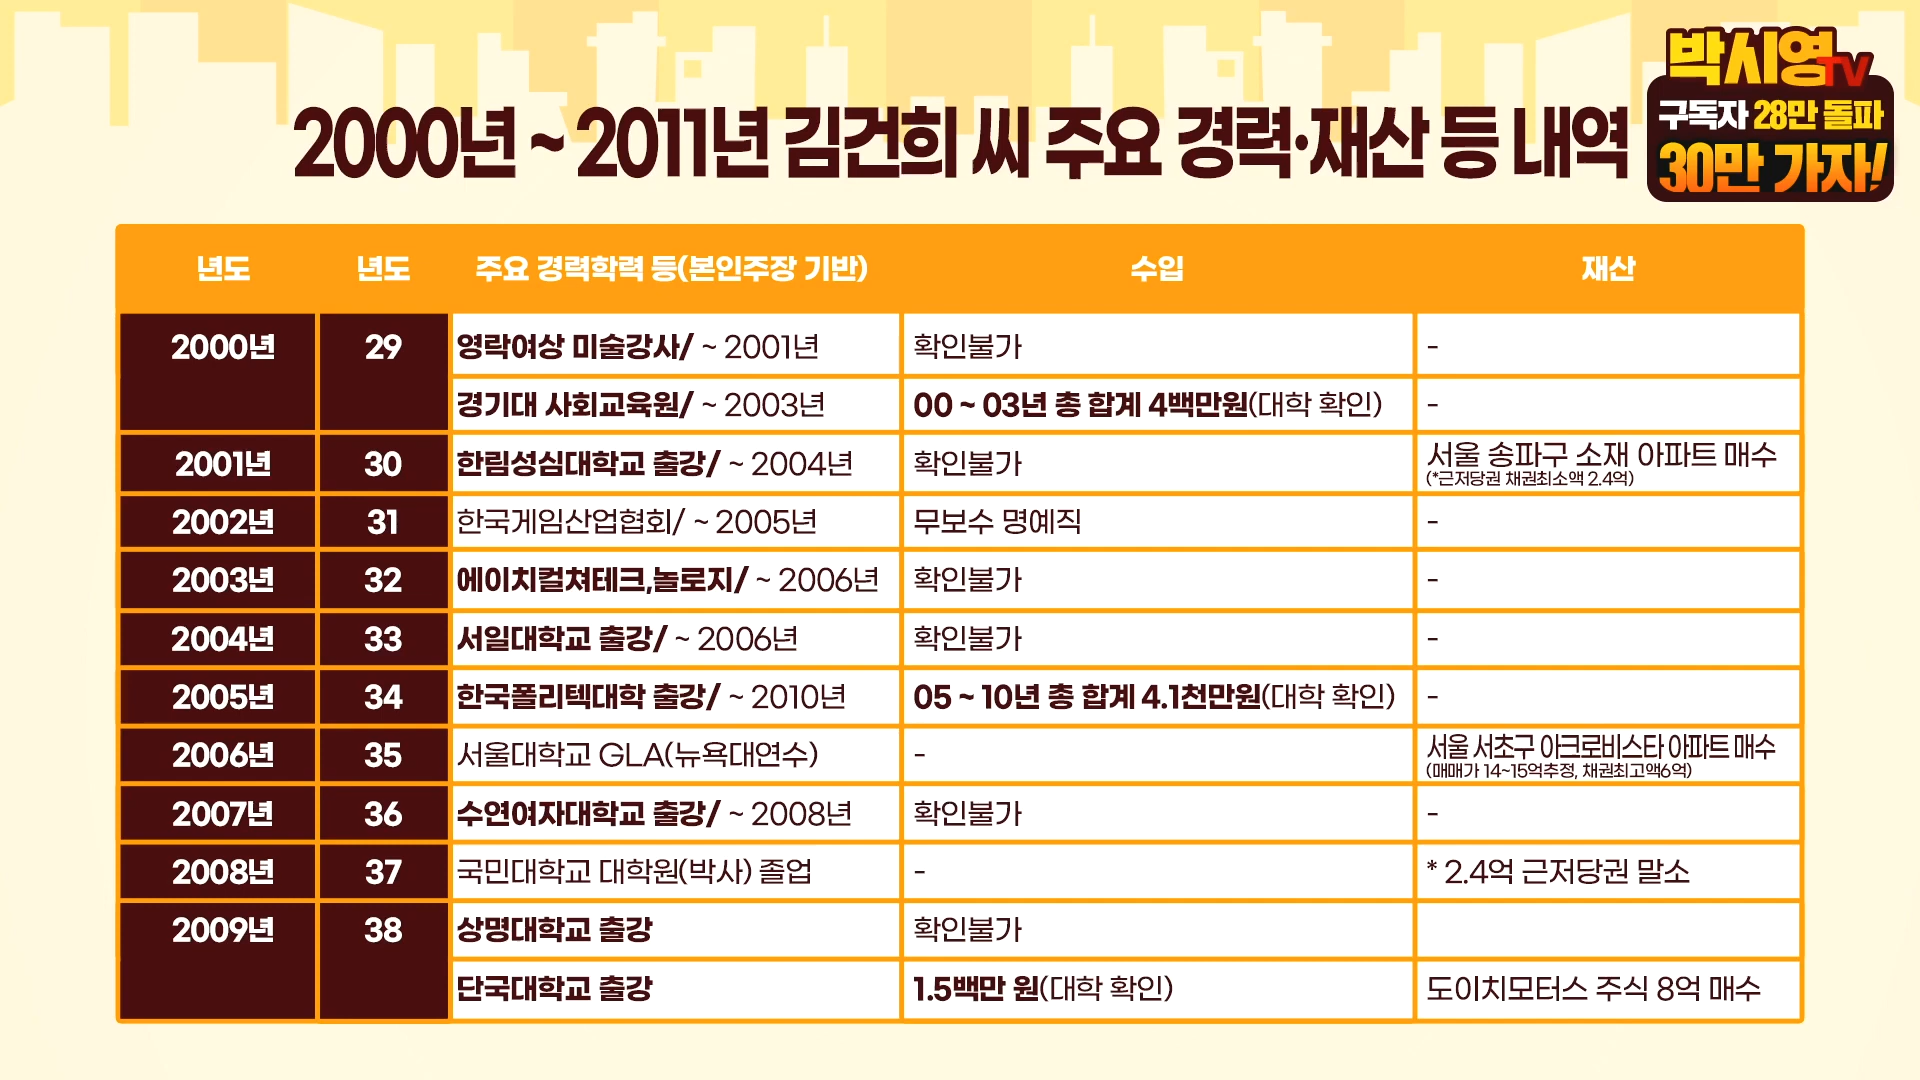 박시영TV
구독자 28만 돌파
30만 가자!
2000년 ~ 2011년 김건희 씨 주요 경력·재산 등 내역
년도 년도 주요 경력학력 등(본인주장 기반) 수입 재산
2000년 29 영락여상 미술강사/ ~ 2001년 확인불가 -
경기대 사회교육원/ ~ 2003년 00 ~ 03년 총 합계 4백만원(대학 확인) -
2001년 30 한림성심대학교 출강/ ~ 2004년 확인불가 서울 송파구 소재 아파트 매수
(*근저당권 채권최소액 2.4억)
2002년 31 한국게임산업협회/ ~ 2005년 무보수 명예직 -
2003년 32 에이치컬쳐테크,놀로지/ ~ 2006년 확인불가 -
2004년 33 서일대학교 출강/ ~ 2006년 확인불가 -
2005년 34 한국폴리텍대학 출강/ ~ 2010년 05 ~ 10년 총 합계 4.1천만원(대학 확인) -
2006년 35 서울대학교 GLA(뉴욕대연수) - 서울 서초구 아크로비스타 아파트 매수
(매매가 14~15억추정, 채권최고액6억)
2007년 36 수연여자대학교 출강/ ~ 2008년 확인불가 -
2008년 37 국민대학교 대학원(박사) 졸업 - * 2.4억 근저당권 말소
2009년 38 상명대학교 출강 확인불가
단국대학교 출강 1.5백만 원(대학 확인) 도이치모터스 주식 8억 매수